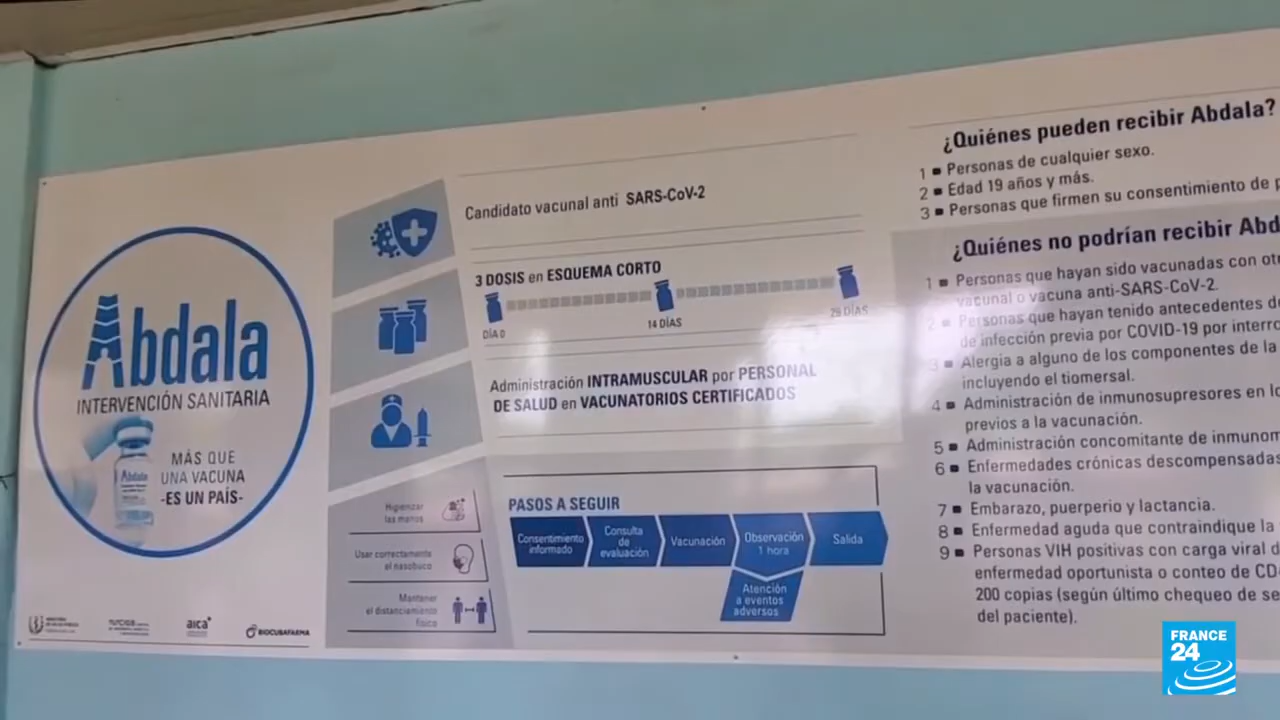 Abdala
INTERVENCIÓN SANITARIA
MÁS QUE
UNA VACUNA
-ES UN PAÍS-
Abdala
aica
BIOCUBAFARMA
Candidato vacunal anti SARS-CoV-2
3 DOSIS en ESQUEMA CORTO
DÍA 0
14 DÍAS
28 DÍAS
Administración INTRAMUSCULAR por PERSONAL
DE SALUD en VACUNATORIOS CERTIFICADOS
Higienizar
las manos
Usar correctamente
el nasobuco
Mantener
el distanciamiento
físico
PASOS A SEGUIR
Consentimiento
informado
Consulta
de
evaluación
Vacunación
Observación
1 hora
Salida
Atención
a eventos
adversos
¿Quiénes pueden recibir Abdala?
1 Personas de cualquier sexo.
2 Edad 19 años y más.
3 Personas que firmen su consentimiento de p
¿Quiénes no podrían recibir Abd
1 Personas que hayan sido vacunadas con otr
vacunal o vacuna anti-SARS-CoV-2.
2 Personas que hayan tenido antecedentes de
de infección previa por COVID-19 por interro
3 Alergia a alguno de los componentes de la
incluyendo el tiomersal.
4 Administración de inmunosupresores en lo
previos a la vacunación.
5 Administración concomitante de inmunom
6 Enfermedades crónicas descompensadas
la vacunación.
7 Embarazo, puerperio y lactancia.
8 Enfermedad aguda que contraindique la
9 Personas VIH positivas con carga viral d
enfermedad oportunista o conteo de CD4
200 copias (según último chequeo de se
del paciente).
FRANCE
24